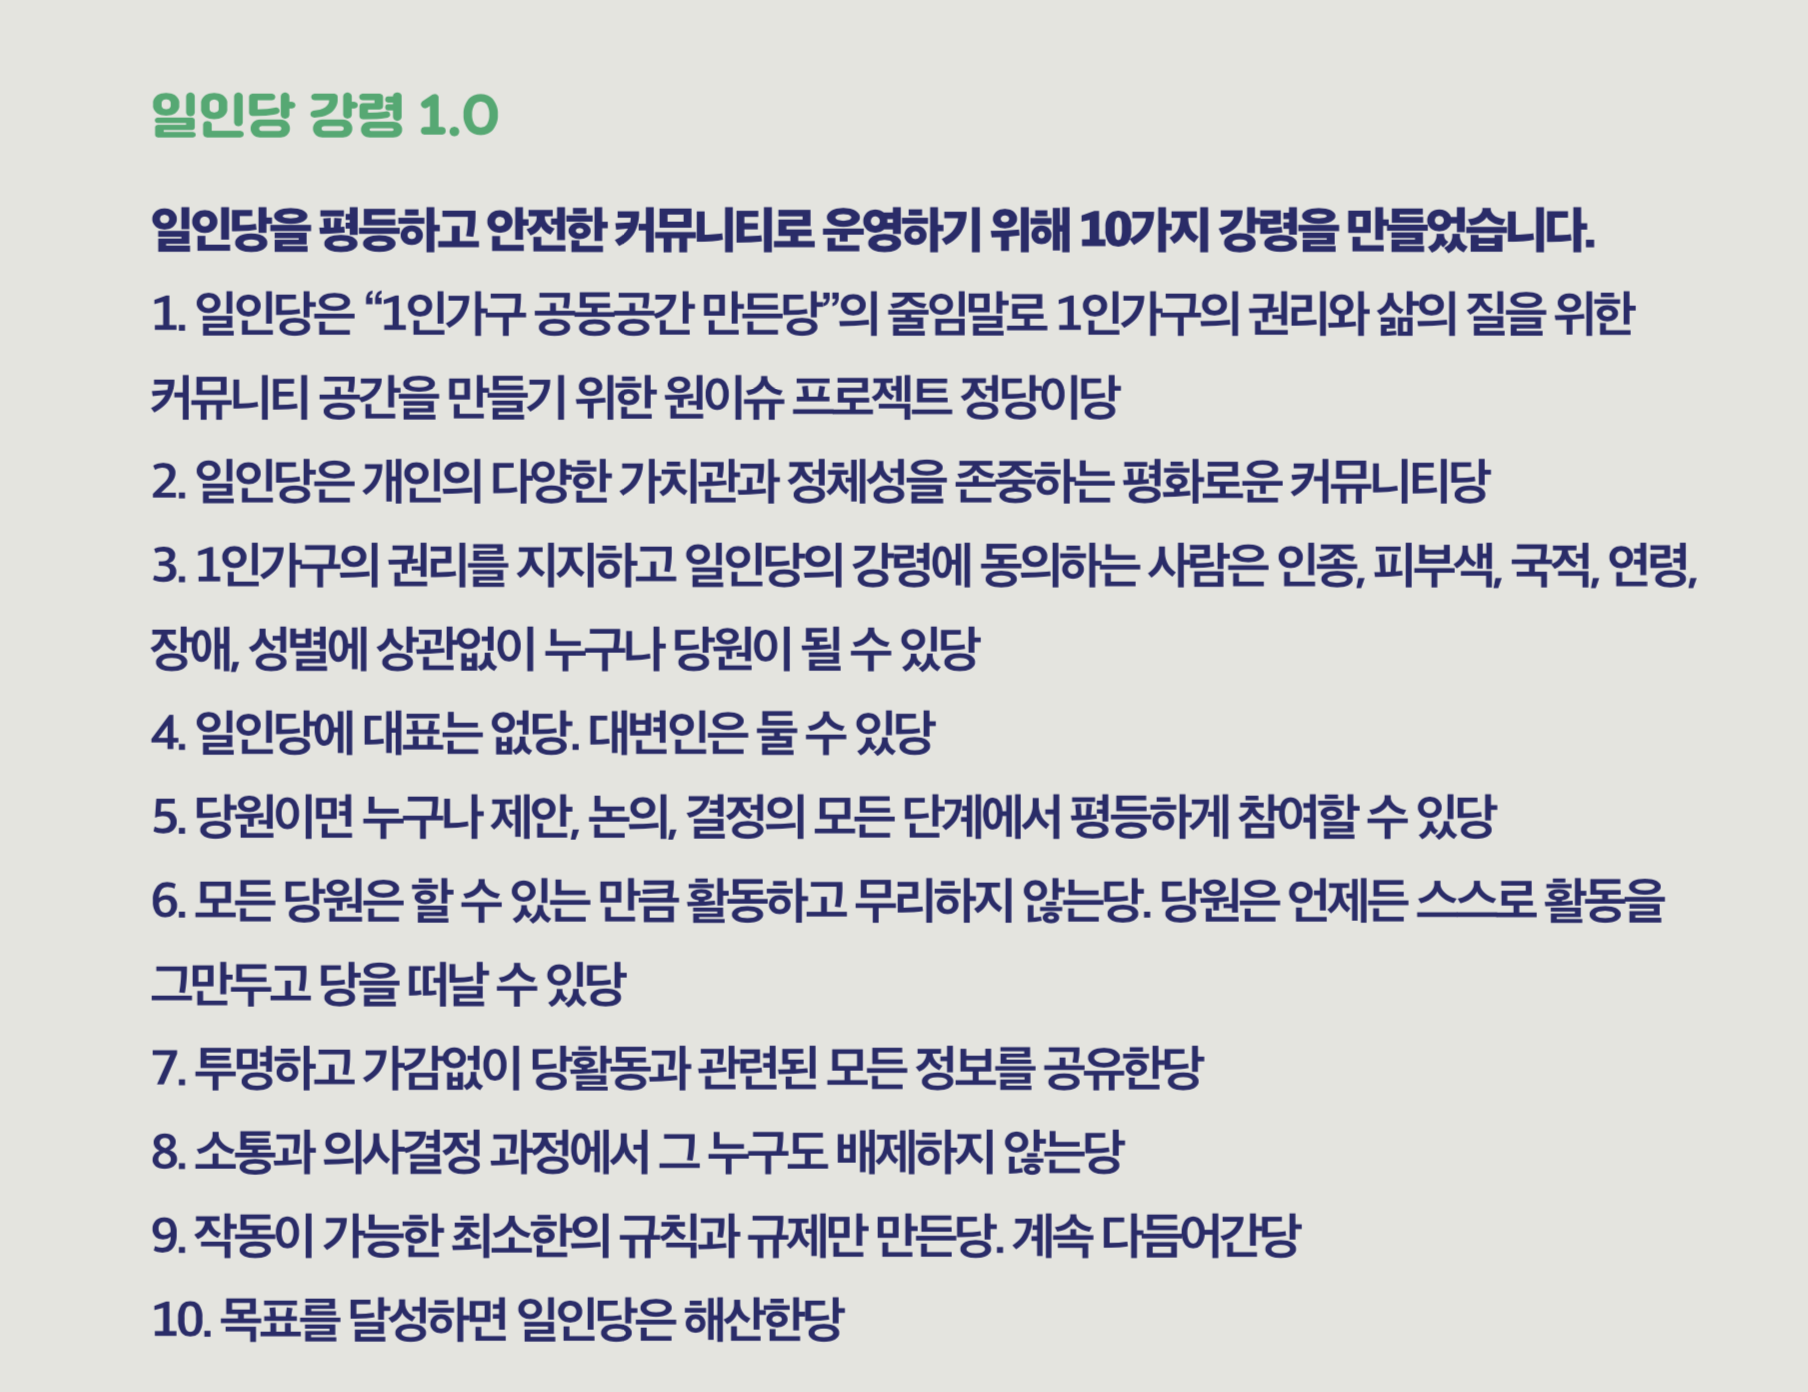 일인당 강령 1.0
일인당을 평등하고 안전한 커뮤니티로 운영하기 위해 10가지 강령을 만들었습니다.
1. 일인당은 “1인가구 공동공간 만든당”의 줄임말로 1인가구의 권리와 삶의 질을 위한
커뮤니티 공간을 만들기 위한 원이슈 프로젝트 정당이당
2. 일인당은 개인의 다양한 가치관과 정체성을 존중하는 평화로운 커뮤니티당
3. 1인가구의 권리를 지지하고 일인당의 강령에 동의하는 사람은 인종, 피부색, 국적, 연령,
장애, 성별에 상관없이 누구나 당원이 될 수 있당
4. 일인당에 대표는 없당. 대변인은 둘 수 있당
5. 당원이면 누구나 제안, 논의, 결정의 모든 단계에서 평등하게 참여할 수 있당
6. 모든 당원은 할 수 있는 만큼 활동하고 무리하지 않는당. 당원은 언제든 스스로 활동을
그만두고 당을 떠날 수 있당
7. 투명하고 가감없이 당활동과 관련된 모든 정보를 공유한당
8. 소통과 의사결정 과정에서 그 누구도 배제하지 않는당
9. 작동이 가능한 최소한의 규칙과 규제만 만든당. 계속 다듬어간당
10. 목표를 달성하면 일인당은 해산한당